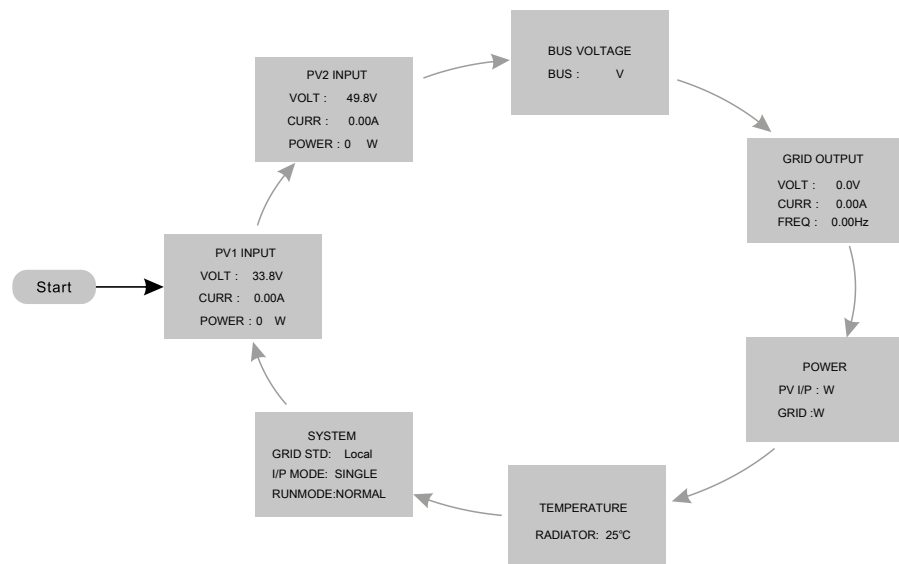 Start
PV1 INPUT
VOLT : 33.8V
CURR : 0.00A
POWER : 0 W
PV2 INPUT
VOLT : 49.8V
CURR : 0.00A
POWER : 0 W
BUS VOLTAGE
BUS : V
GRID OUTPUT
VOLT : 0.0V
CURR : 0.00A
FREQ : 0.00Hz
POWER
PV I/P : W
GRID :W
TEMPERATURE
RADIATOR: 25℃
SYSTEM
GRID STD: Local
I/P MODE: SINGLE
RUNMODE:NORMAL